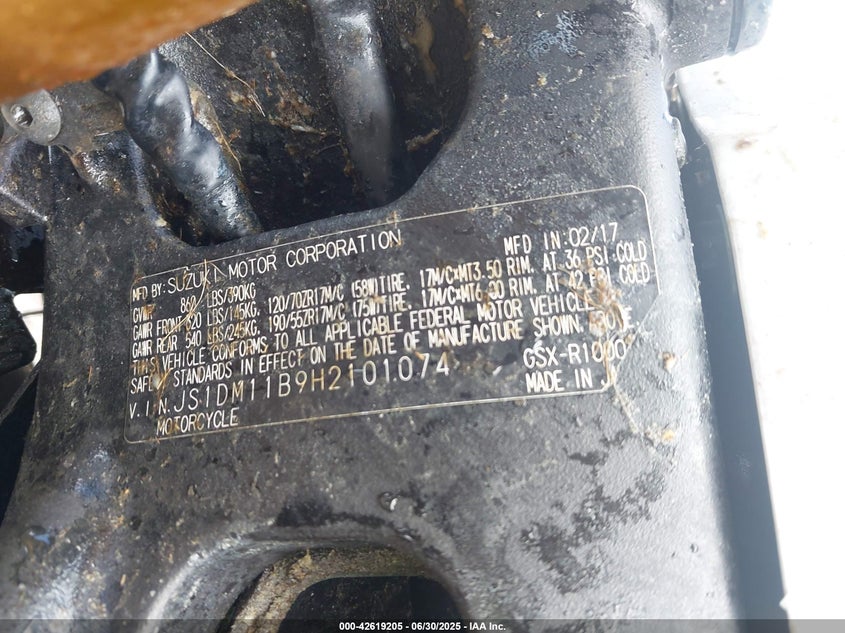 MFD BY: SUZUKI MOTOR CORPORATION MFD IN: 02/17
GVWR 860 LBS/390KG
GAWR FRONT 320 LBS/145KG. 120/70ZR17M/C (58W)TIRE, 17M/C×MT3.50 RIM. AT 36 PSI COLD
GAWR REAR 540 LBS/245KG. 190/55ZR17M/C (75W)TIRE, 17M/C×MT6.00 RIM. AT 42 PSI COLD
THIS VEHICLE CONFORMS TO ALL APPLICABLE FEDERAL MOTOR VEHICLE
SAFETY STANDARDS IN EFFECT ON THE DATE OF MANUFACTURE SHOWN ABOVE.
V.I.N. JS1DM11B9H2101074 GSX-R1000
MOTORCYCLE MADE IN
000-42619205 - 06/30/2025 - IAA Inc.